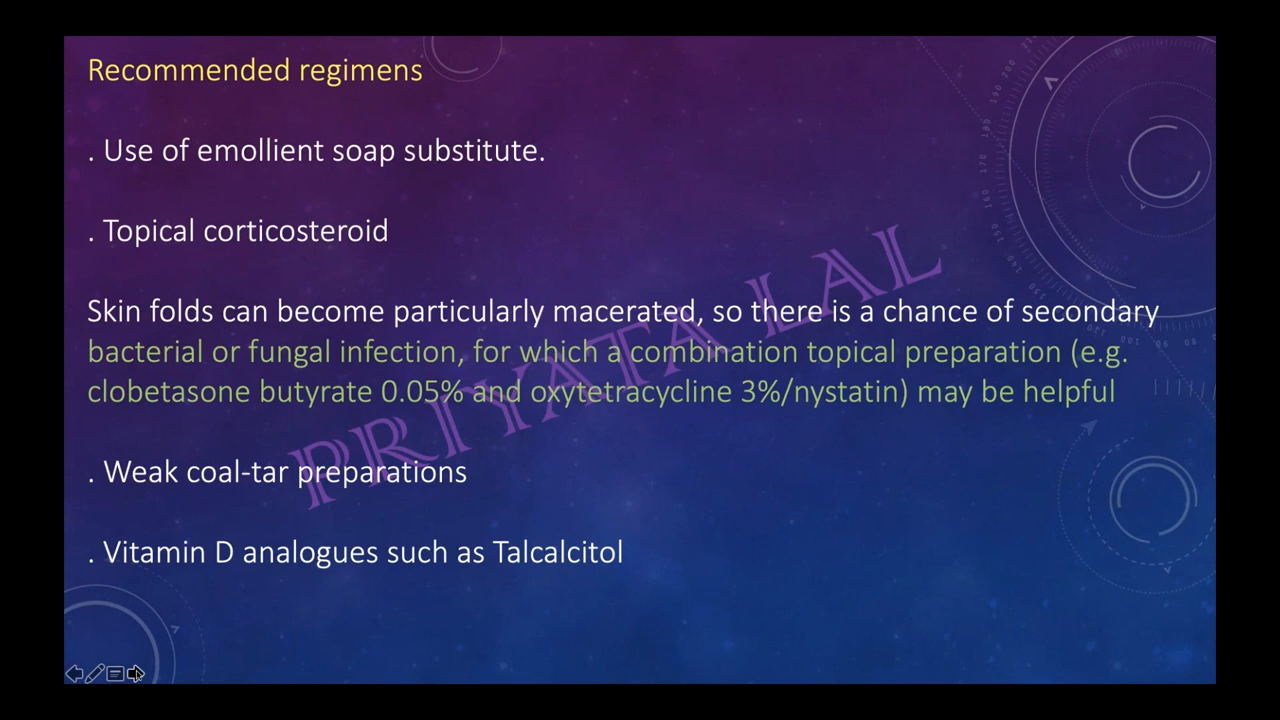 Recommended regimens
. Use of emollient soap substitute.
. Topical corticosteroid
Skin folds can become particularly macerated, so there is a chance of secondary
bacterial or fungal infection, for which a combination topical preparation (e.g.
clobetasone butyrate 0.05% and oxytetracycline 3%/nystatin) may be helpful
PRIYATA LAL
. Weak coal-tar preparations
. Vitamin D analogues such as Talcalcitol